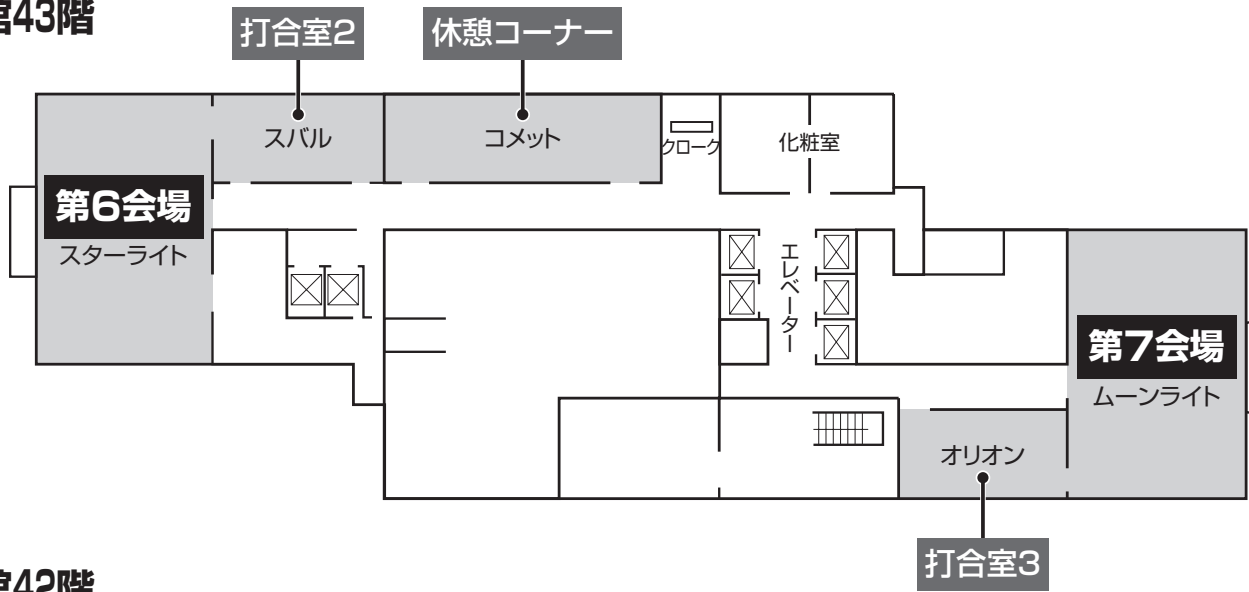 館43階
打合室2
休憩コーナー
スバル
コメット
クローク
化粧室
第6会場
スターライト
エレベーター
第7会場
ムーンライト
オリオン
打合室3
館42階